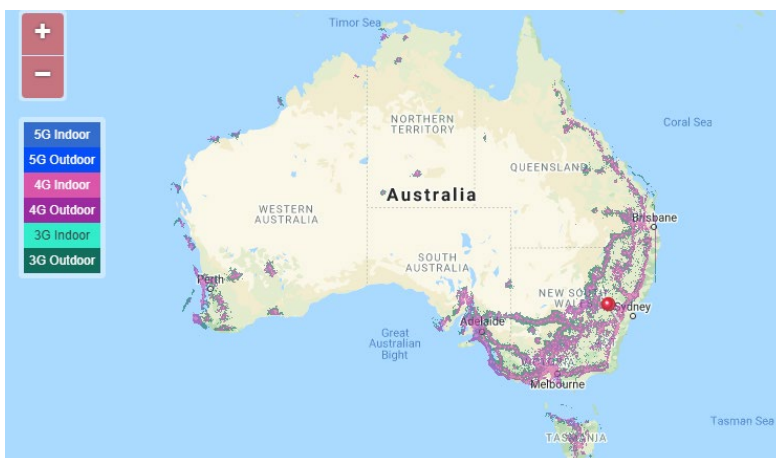 Timor Sea
+
−
5G Indoor
5G Outdoor
4G Indoor
4G Outdoor
3G Indoor
3G Outdoor
NORTHERN
TERRITORY
Coral Sea
QUEENSLAND
Australia
WESTERN
AUSTRALIA
Brisbane
SOUTH
AUSTRALIA
Perth
NEW SOUTH
WALES
Sydney
Adelaide
Great
Australian
Bight
VICTORIA
Melbourne
Tasman Sea
TASMANIA